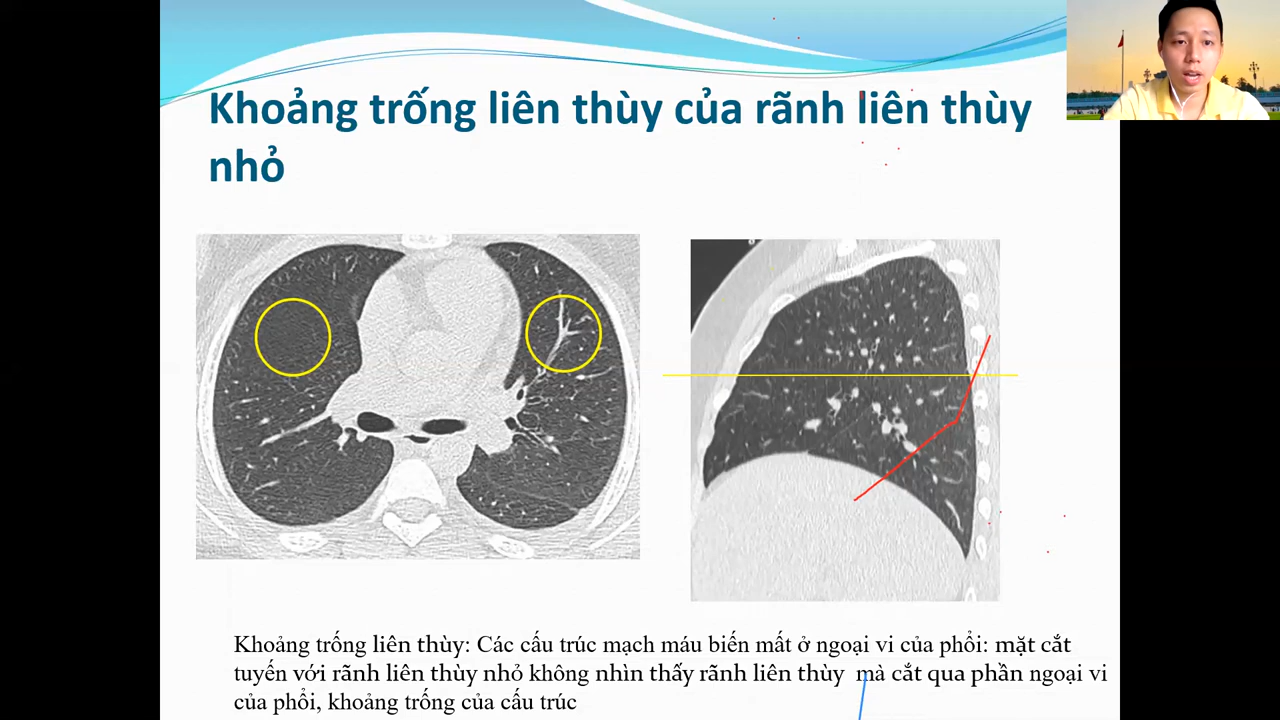 Khoảng trống liên thùy của rãnh liên thùy
nhỏ
Khoảng trống liên thùy: Các cấu trúc mạch máu biến mất ở ngoại vi của phổi: mặt cắt
tuyến với rãnh liên thùy nhỏ không nhìn thấy rãnh liên thùy mà cắt qua phần ngoại vi
của phổi, khoảng trống của cấu trúc